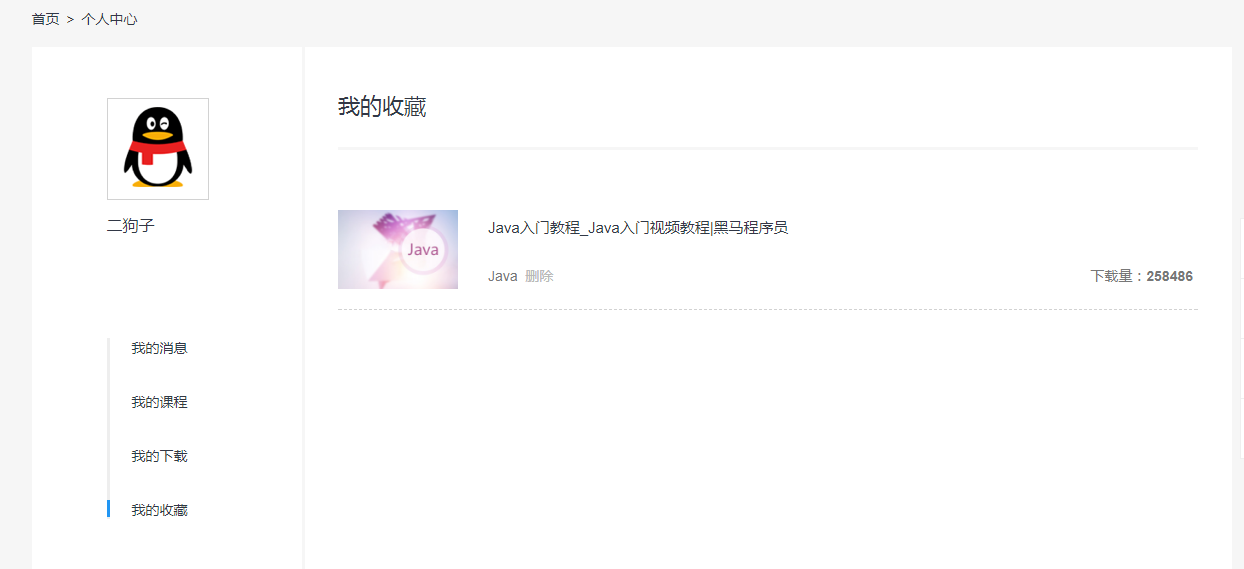 首页 > 个人中心
二狗子
我的消息
我的课程
我的下载
我的收藏
我的收藏
Java
Java入门教程_Java入门视频教程|黑马程序员
Java 删除
下载量：258486